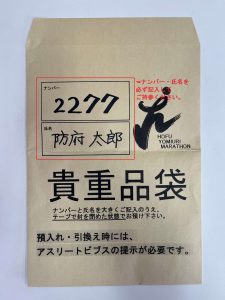 ナンバー
2277
氏名
防府 太郎
←ナンバー・氏名を
必ず記入し
ご持参ください。
HOFU
YOMIURI
MARATHON
貴重品袋
ナンバーと氏名を大きくご記入のうえ、
テープで封を閉めた状態でお預け下さい。
預入れ・引換え時には、
アスリートビブスの提示が必要です。